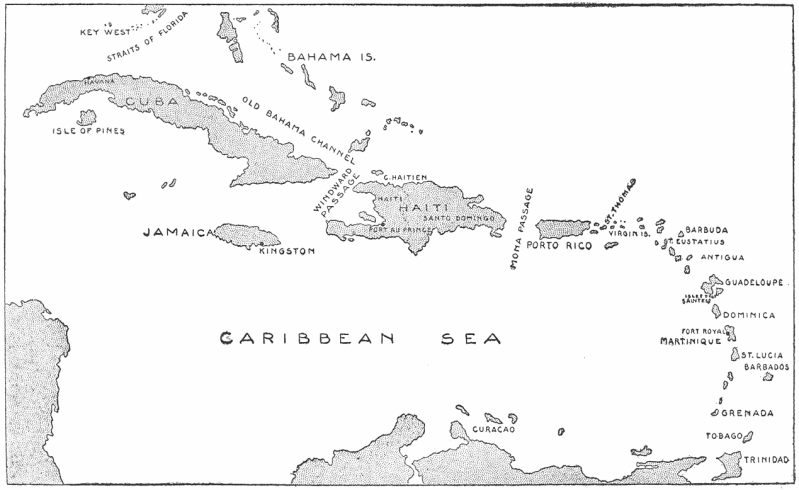 KEY WEST
STRAITS OF FLORIDA
BAHAMA IS.
HAVANA
CUBA
OLD BAHAMA CHANNEL
ISLE OF PINES
WINDWARD
PASSAGE
C. HAITIEN
HAITI
HAITI
SANTO DOMINGO
PORT AU PRINCE
JAMAICA
KINGSTON
MONA PASSAGE
PORTO RICO
ST. THOMAS
VIRGIN IS.
BARBUDA
ST. EUSTATIUS
ANTIGUA
GUADELOUPE
ISLES DES
SAINTES
DOMINICA
FORT ROYAL
MARTINIQUE
ST. LUCIA
BARBADOS
CARIBBEAN SEA
GRENADA
CURACAO
TOBAGO
TRINIDAD